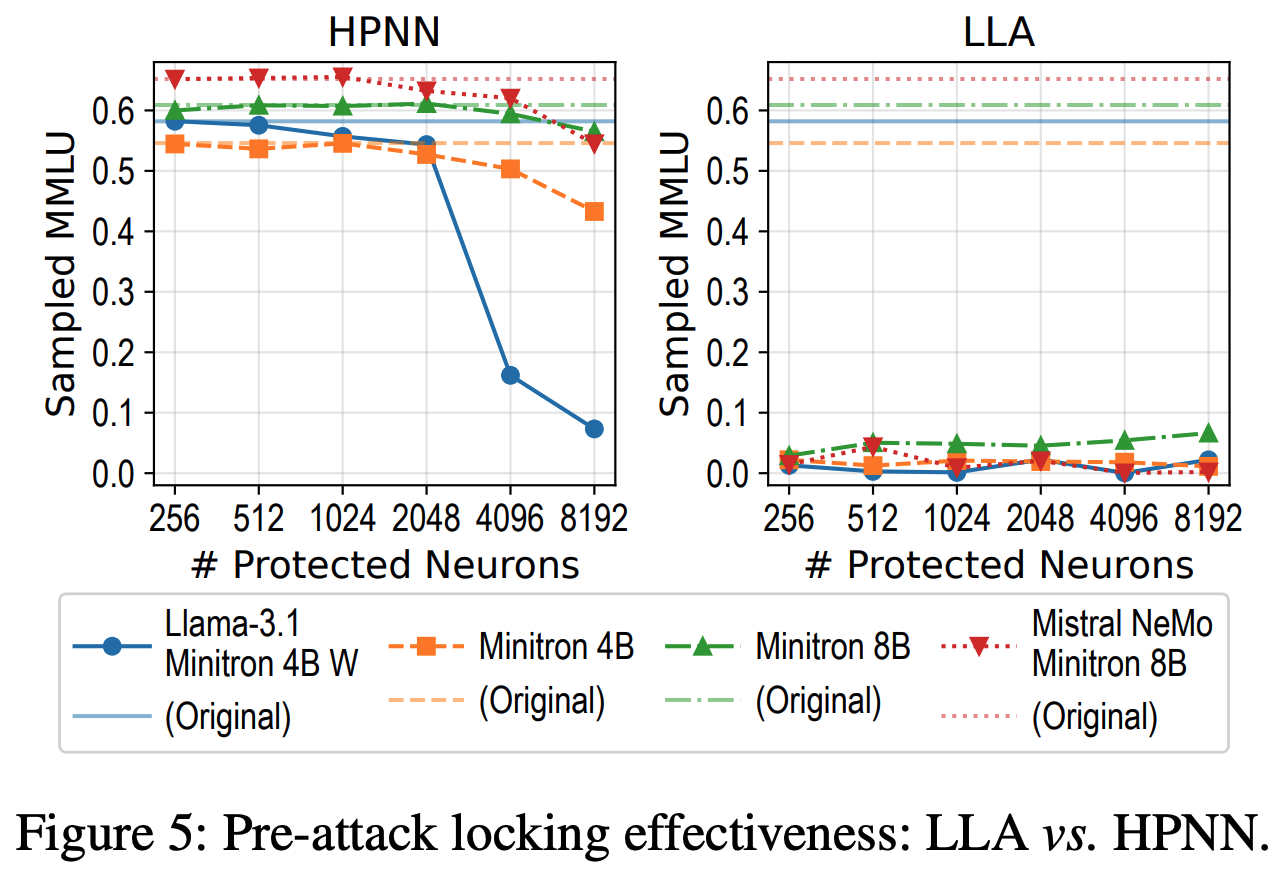 HPNN
LLA
Sampled MMLU
0.6
0.5
0.4
0.3
0.2
0.1
0.0
256 512 1024 2048 4096 8192
# Protected Neurons
Sampled MMLU
0.6
0.5
0.4
0.3
0.2
0.1
0.0
256 512 1024 2048 4096 8192
# Protected Neurons
Llama-3.1
Minitron 4B W
(Original)
Minitron 4B
(Original)
Minitron 8B
(Original)
Mistral NeMo
Minitron 8B
(Original)
Figure 5: Pre-attack locking effectiveness: LLA vs. HPNN.